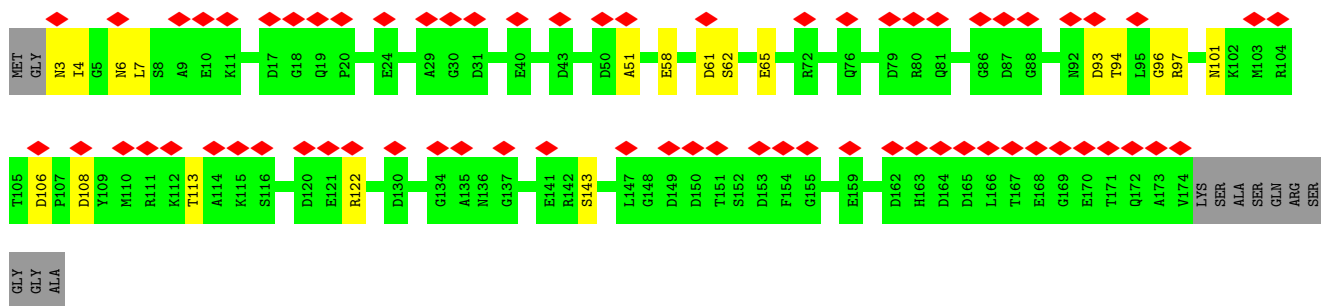 MET GLY N3 I4 G5 N6 L7 S8 A9 E10 K11 D17 G18 Q19 P20 E24 A29 G30 D31 E40 D43 D50 A51 E58 D61 S62 E65 R72 Q76 D79 R80 Q81 G86 D87 G88 N92 D93 T94 L95 G96 R97 N101 K102 M103 R104
T105 D106 P107 D108 Y109 M110 R111 K112 T113 A114 K115 S116 D120 E121 R122 D130 G134 A135 N136 G137 E141 R142 S143 L147 G148 D149 D150 T151 S152 D153 F154 G155 E159 D162 H163 D164 D165 L166 T167 E168 G169 E170 T171 Q172 A173 V174 LYS SER ALA SER GLN ARG SER
GLY GLY ALA